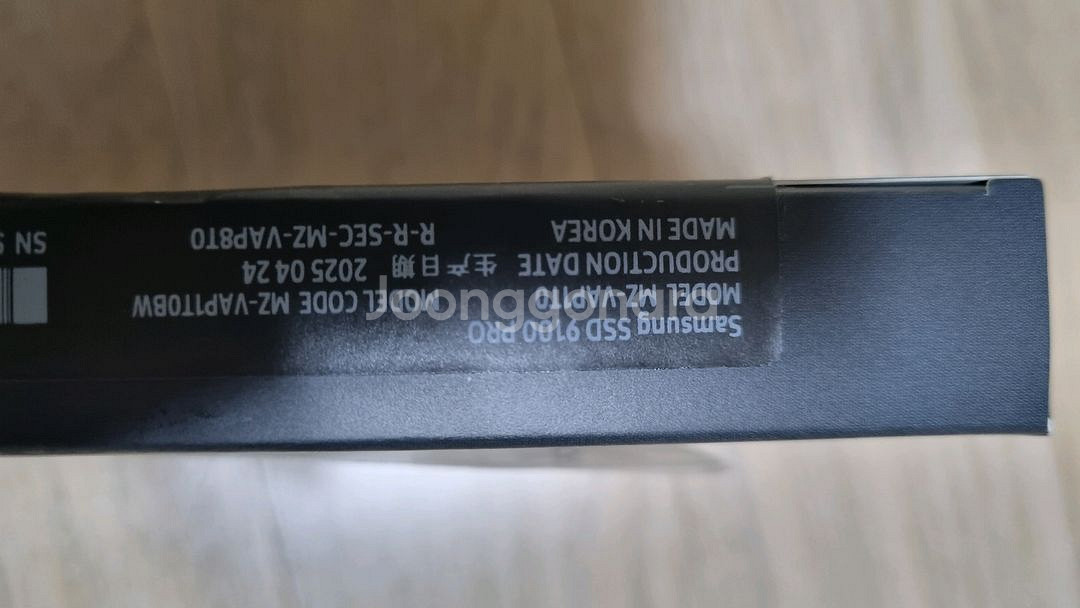 Samsung SSD 9100 PRO
MODEL MZ-VAP1T0 MODEL CODE MZ-VAP1T0BW
PRODUCTION DATE 生产日期 2025 04 24
MADE IN KOREA R-R-SEC-MZ-VAP8T0
SN
Joonggonara